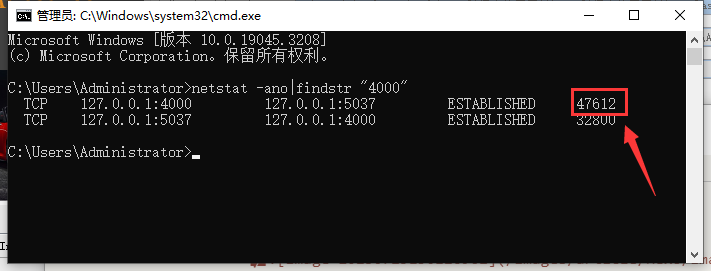 管理员: C:\Windows\system32\cmd.exe
Microsoft Windows [版本 10.0.19045.3208]
(c) Microsoft Corporation。保留所有权利。
C:\Users\Administrator>netstat -ano|findstr "4000"
TCP 127.0.0.1:4000 127.0.0.1:5037 ESTABLISHED 47612
TCP 127.0.0.1:5037 127.0.0.1:4000 ESTABLISHED 32800
C:\Users\Administrator>